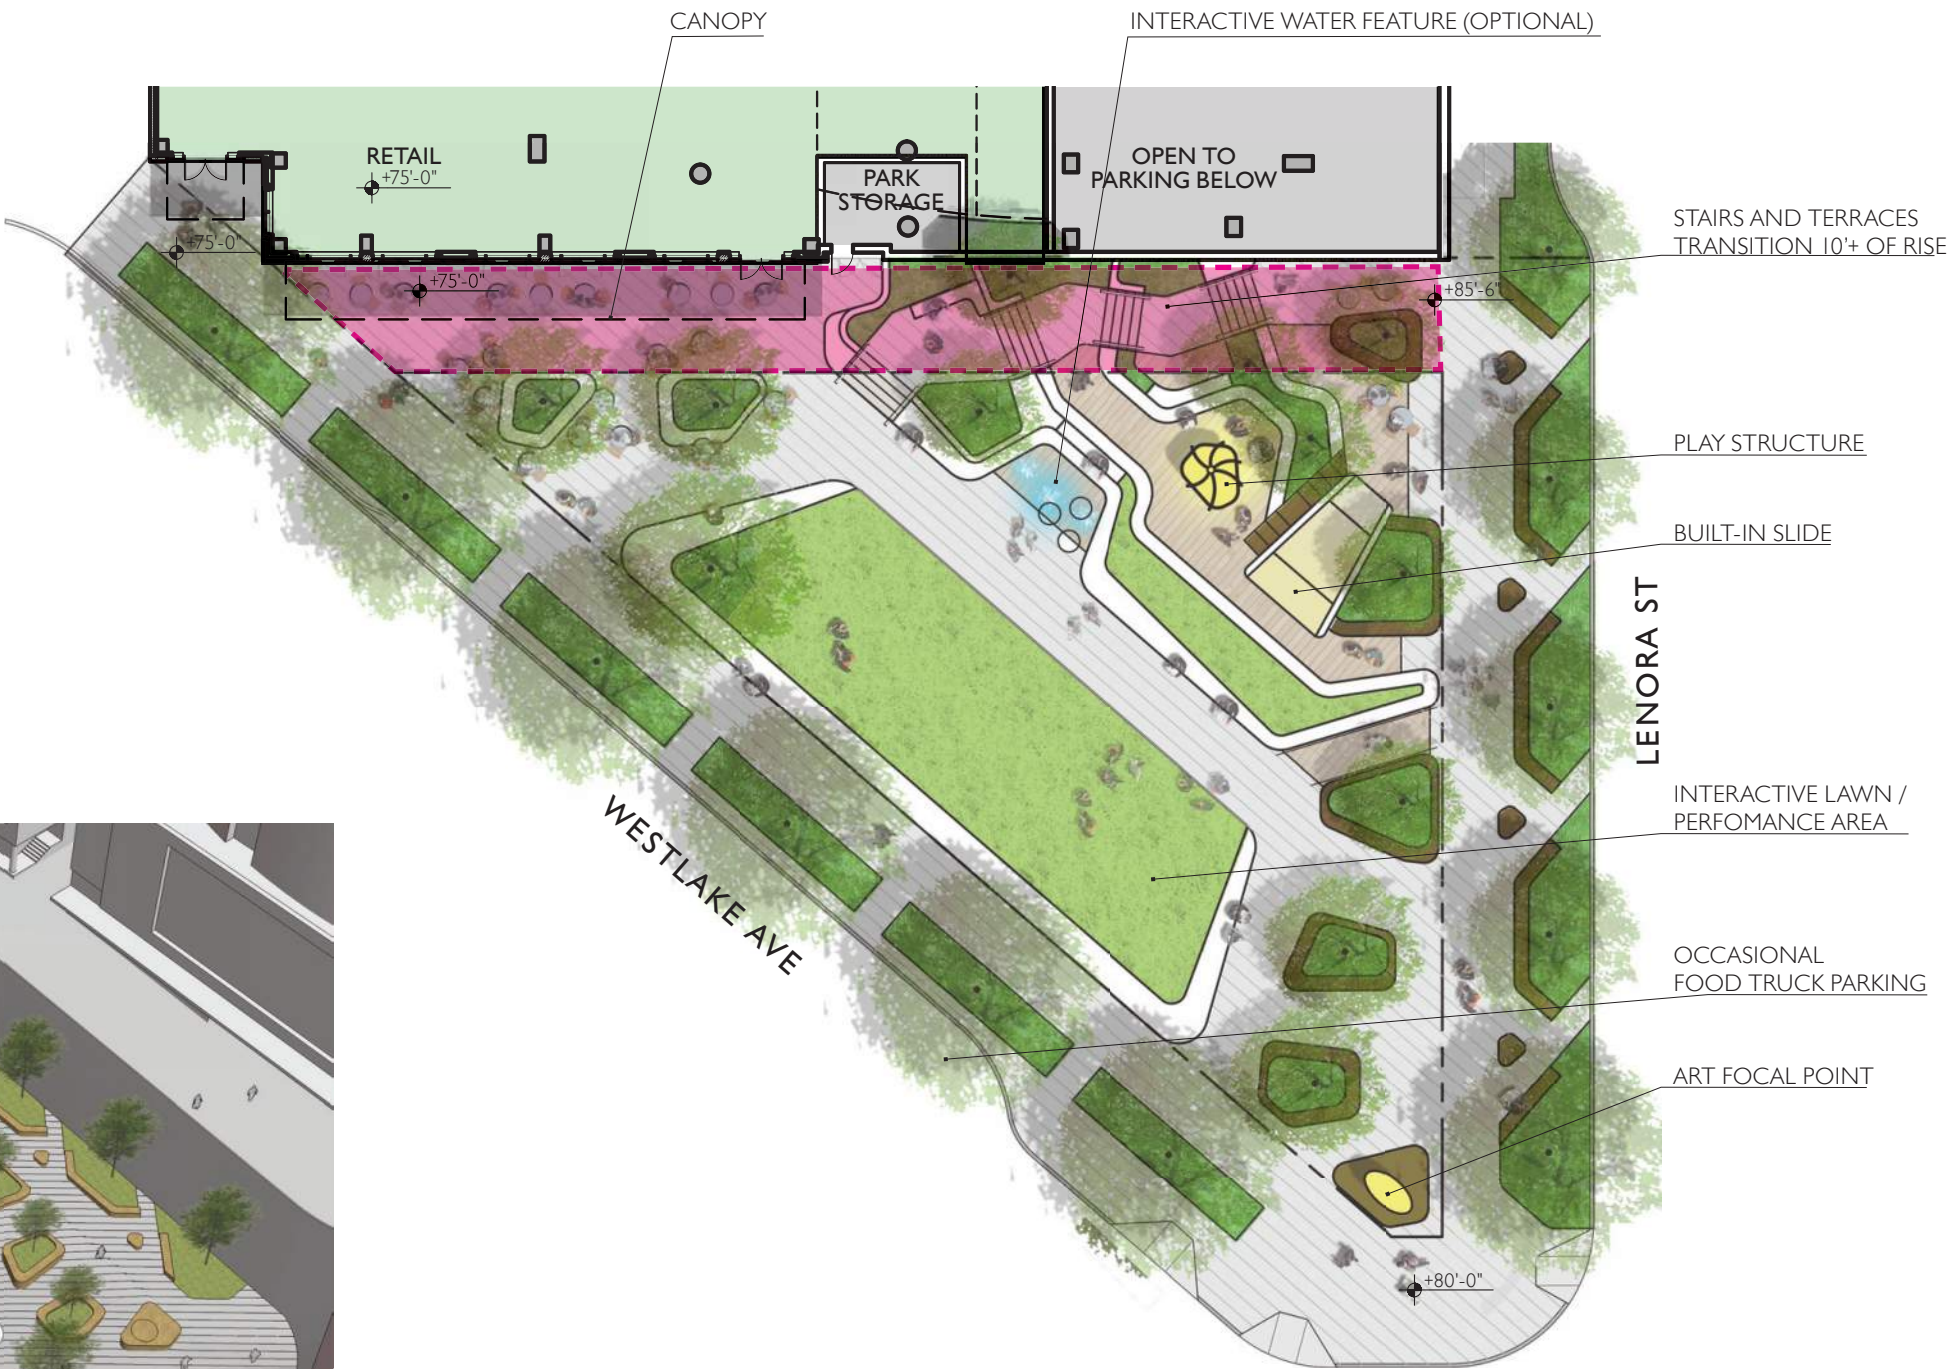 CANOPY
INTERACTIVE WATER FEATURE (OPTIONAL)
RETAIL
+75'-0"
PARK
STORAGE
OPEN TO
PARKING BELOW
+75'-0"
+75'-0"
STAIRS AND TERRACES
TRANSITION 10'+ OF RISE
+85'-6"
PLAY STRUCTURE
BUILT-IN SLIDE
LENORA ST
INTERACTIVE LAWN /
PERFOMANCE AREA
WESTLAKE AVE
OCCASIONAL
FOOD TRUCK PARKING
ART FOCAL POINT
+80'-0"